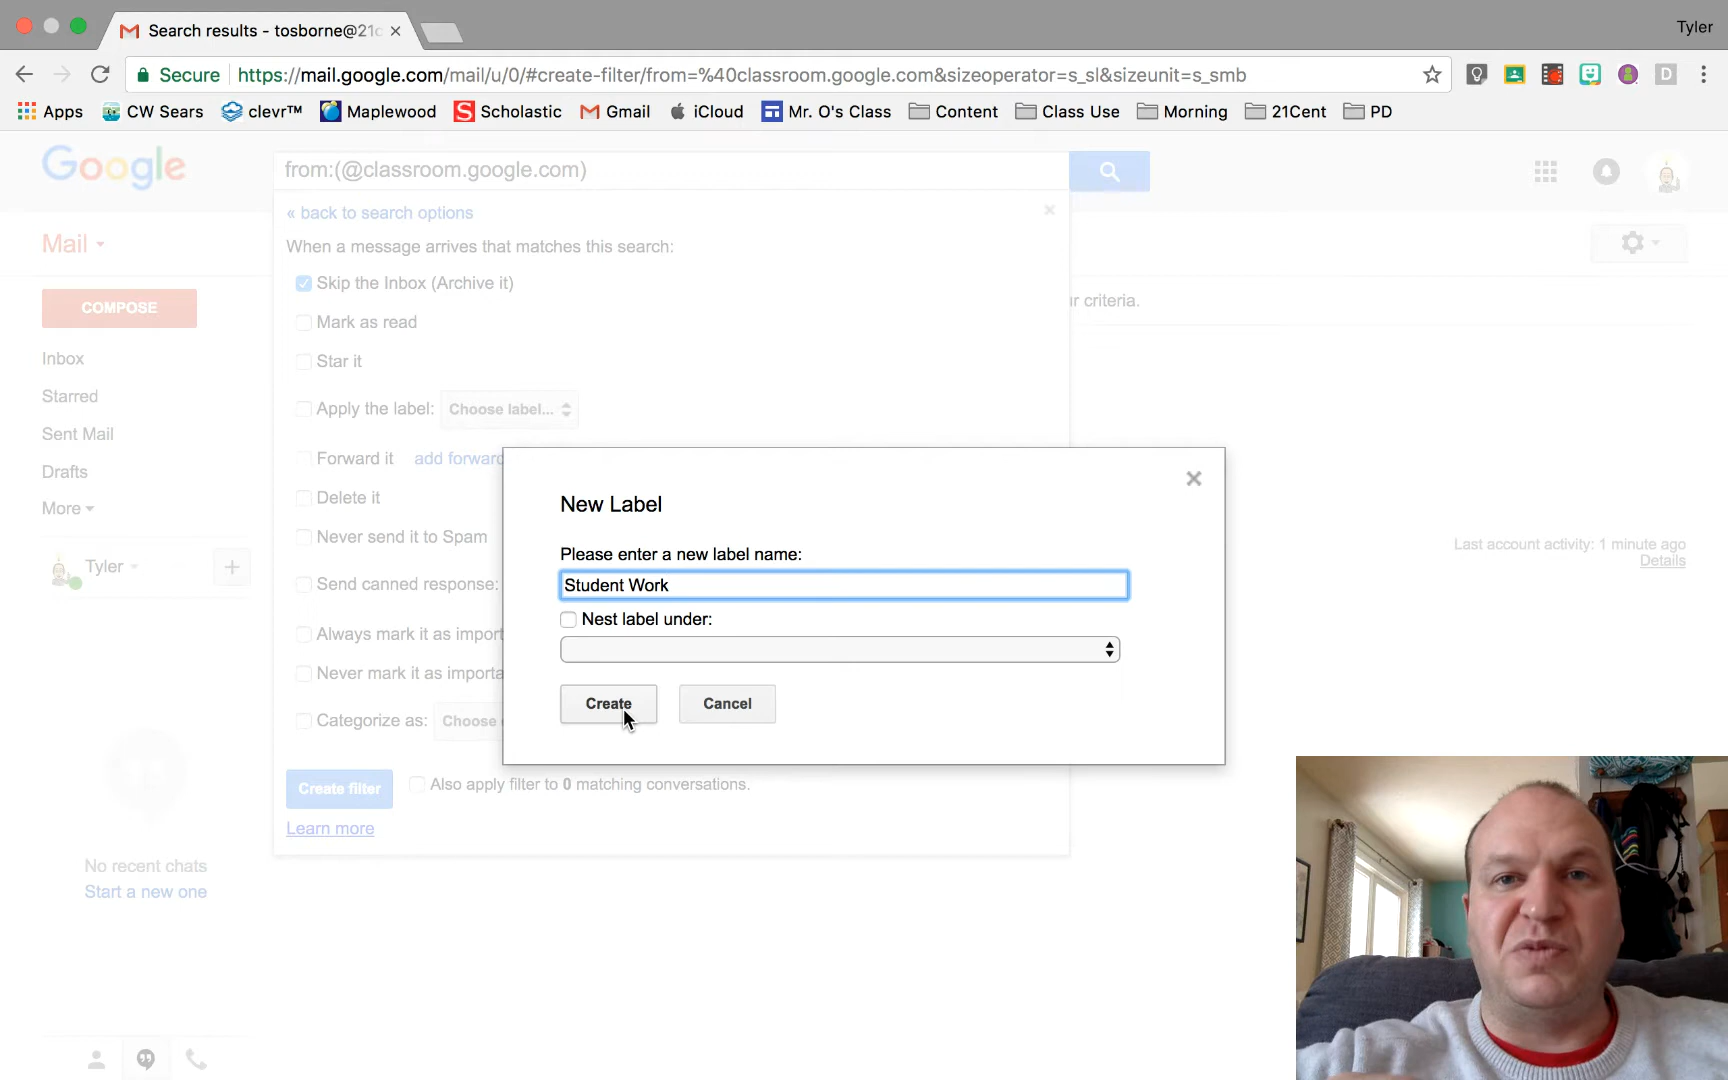 Search results - tosborne@21c
Tyler
Secure
https://mail.google.com/mail/u/0/#create-filter/from=%40classroom.google.com&sizeoperator=s_sl&sizeunit=s_smb
D
Apps CW Sears clevr™ Maplewood Scholastic Gmail iCloud Mr. O's Class Content Class Use Morning 21Cent PD
Google
from:(@classroom.google.com)
« back to search options
When a message arrives that matches this search:
Mail
Skip the Inbox (Archive it)
ur criteria.
COMPOSE
Mark as read
Inbox
Star it
Starred
Apply the label: Choose label...
Sent Mail
Forward it add forward
Drafts
Delete it
More
Never send it to Spam
New Label
Please enter a new label name:
Student Work
Nest label under:
Create
Cancel
Last account activity: 1 minute ago
Details
Tyler
Send canned response:
Always mark it as import
Never mark it as importa
Categorize as: Choose
Create filter
Also apply filter to 0 matching conversations.
Learn more
No recent chats
Start a new one